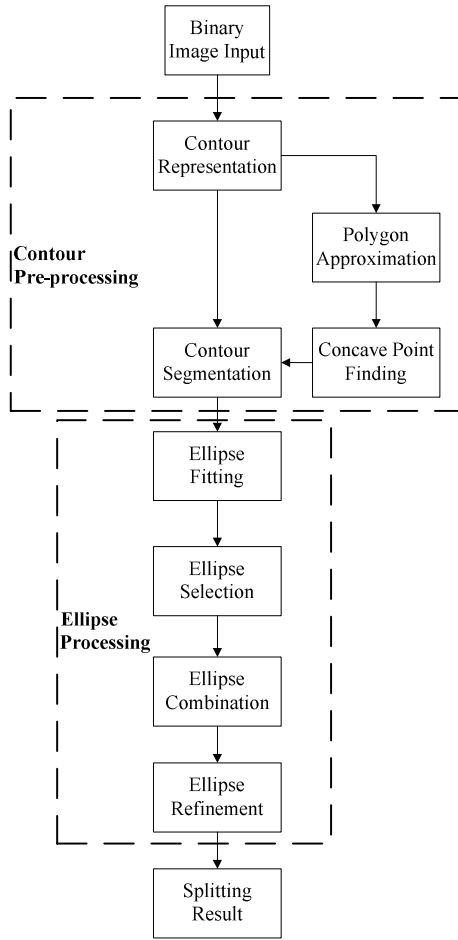 Binary
Image Input
Contour
Representation
Polygon
Approximation
Contour
Pre-processing
Contour
Segmentation
Concave Point
Finding
Ellipse
Fitting
Ellipse
Selection
Ellipse
Processing
Ellipse
Combination
Ellipse
Refinement
Splitting
Result